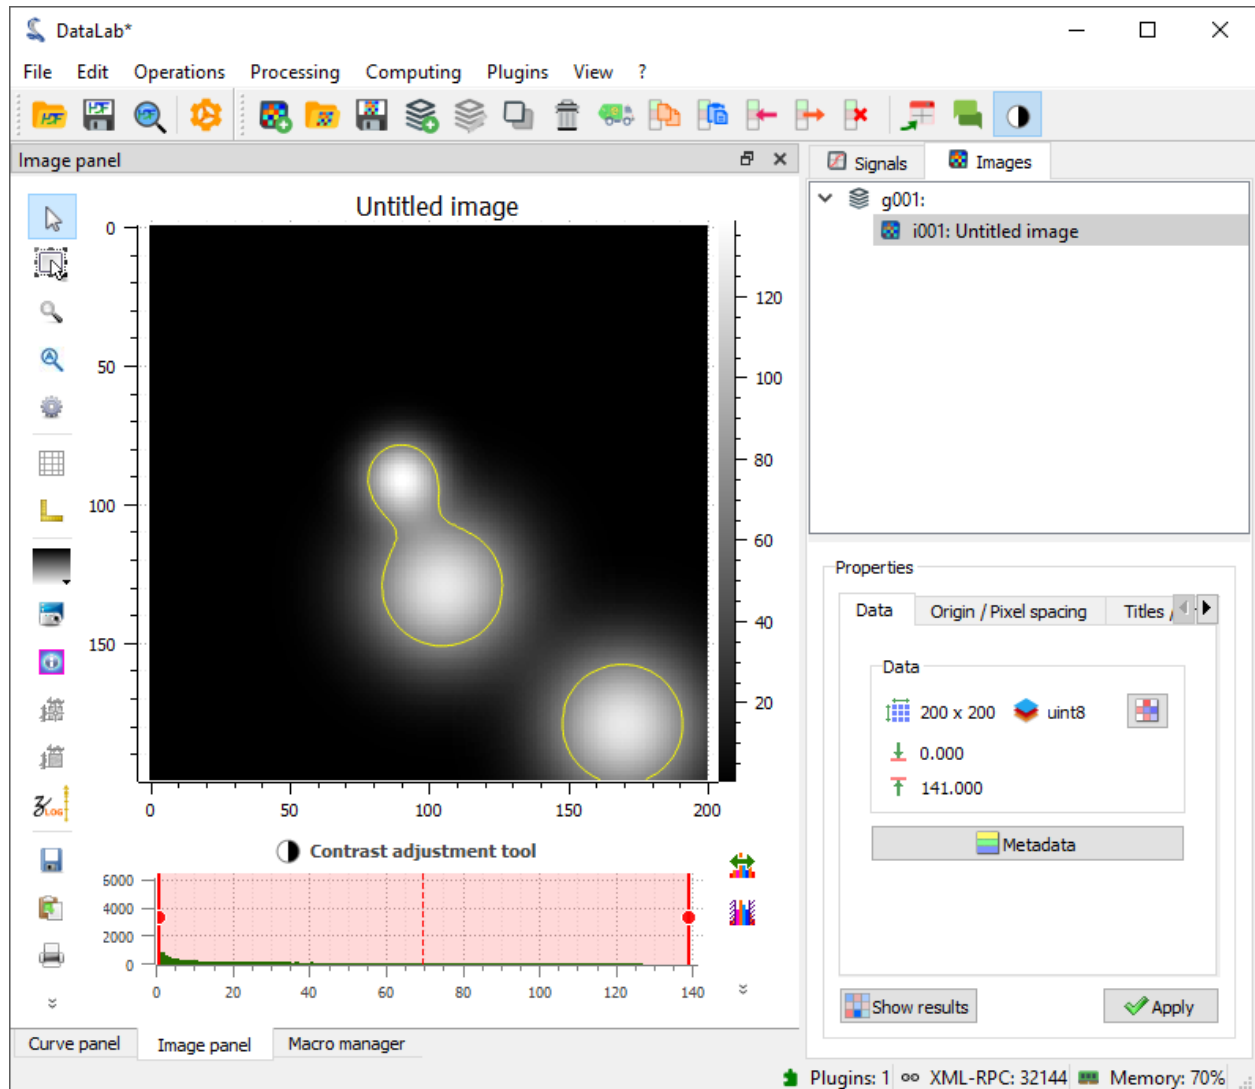 DataLab*
File Edit Operations Processing Computing Plugins View ?
Image panel
Signals Images
g001:
i001: Untitled image
Untitled image
0
50
100
150
0 50 100 150 200
120
100
80
60
40
20
Contrast adjustment tool
6000
4000
2000
0
0 20 40 60 80 100 120 140
Properties
Data Origin / Pixel spacing Titles /
Data
200 x 200 uint8
0.000
141.000
Metadata
Show results Apply
Curve panel Image panel Macro manager
Plugins: 1 XML-RPC: 32144 Memory: 70%